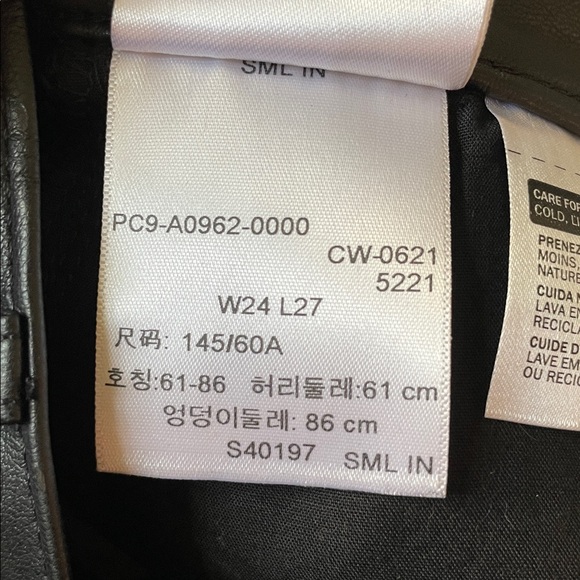 SML IN
PC9-A0962-0000
CW-0621
5221
W24 L27
尺码: 145/60A
호칭:61-86 허리둘레:61 cm
엉덩이둘레: 86 cm
S40197 SML IN
CARE FOR
COLD, LI
PRENEZ
MOINS,
NATURE
CUIDA
LAVA EN
RECICL
CUIDE D
LAVE EM
OU RECIC